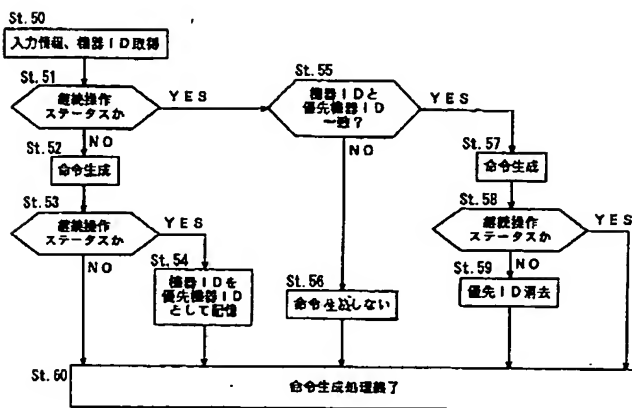 St.50
入力情報、機器ID取得
St.51
継続操作
ステータスか
YES
NO
St.52
命令生成
St.53
継続操作
ステータスか
YES
NO
St.54
機器IDを
優先機器ID
として記憶
St.55
機器IDと
優先機器ID
一致?
YES
NO
St.56
命令生成しない
St.57
命令生成
St.58
継続操作
ステータスか
YES
NO
St.59
優先ID消去
St.60
命令生成処理終了